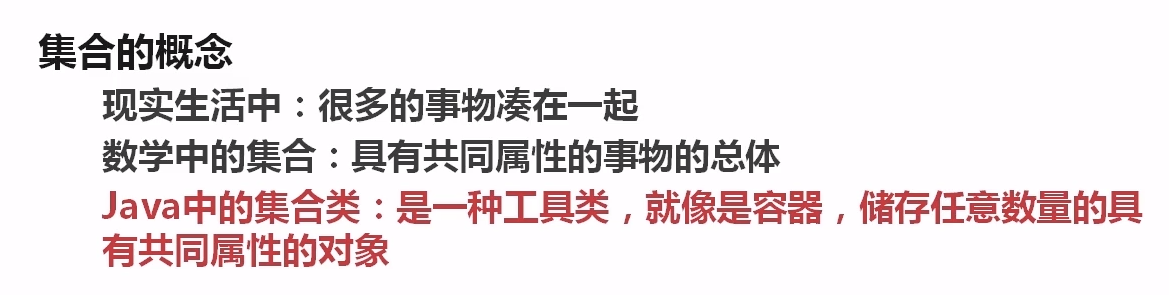 集合的概念
现实生活中：很多的事物凑在一起
数学中的集合：具有共同属性的事物的总体
Java中的集合类：是一种工具类，就像是容器，储存任意数量的具
有共同属性的对象